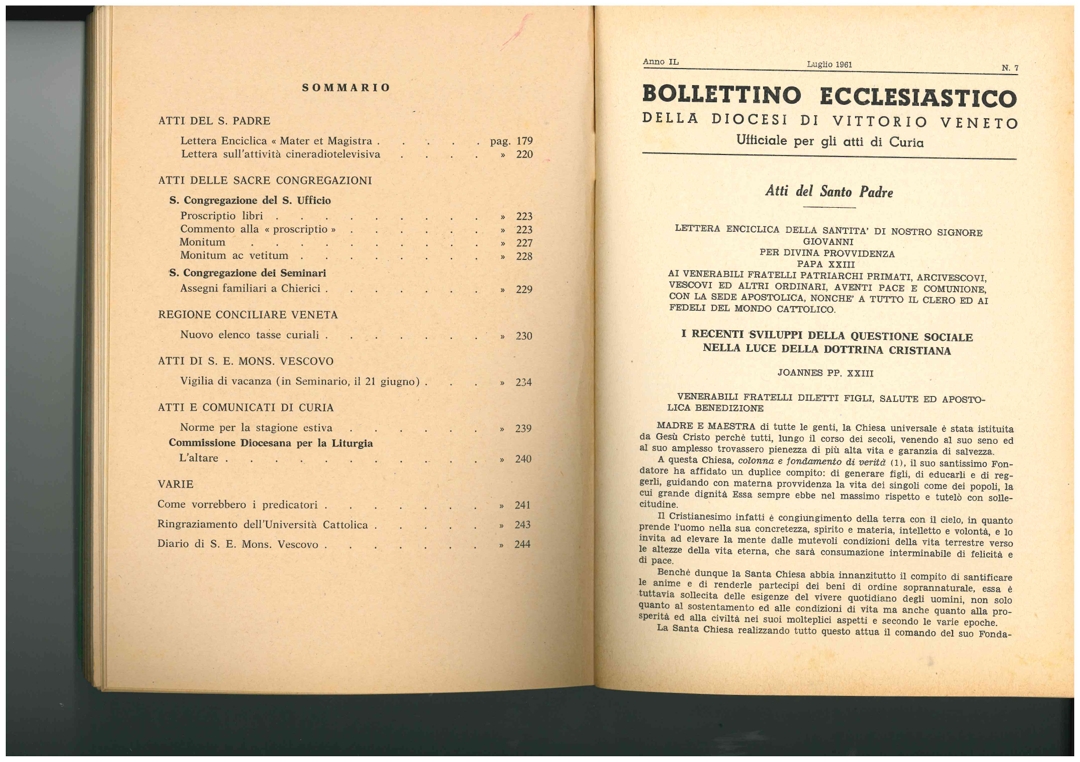 SOMMARIO
ATTI DEL S. PADRE
Lettera Enciclica « Mater et Magistra . . . . pag. 179
Lettera sull'attività cineradiotelevisiva . . . . » 220
ATTI DELLE SACRE CONGREGAZIONI
S. Congregazione del S. Ufficio
Proscriptio libri . . . . . . . . . » 223
Commento alla « proscriptio » . . . . . . » 223
Monitum . . . . . . . . . » 227
Monitum ac vetitum . . . . . . . . » 228
S. Congregazione dei Seminari
Assegni familiari a Chierici . . . . . . . » 229
REGIONE CONCILIARE VENETA
Nuovo elenco tasse curiali . . . . . . . » 230
ATTI DI S. E. MONS. VESCOVO
Vigilia di vacanza (in Seminario, il 21 giugno) . . . » 234
ATTI E COMUNICATI DI CURIA
Norme per la stagione estiva . . . . . . » 239
Commissione Diocesana per la Liturgia
L'altare . . . . . . . . . . » 240
VARIE
Come vorrebbero i predicatori . . . . . . . » 241
Ringraziamento dell'Università Cattolica . . . . . » 243
Diario di S. E. Mons. Vescovo . . . . . . . » 244
Anno IL Luglio 1961 N. 7
BOLLETTINO ECCLESIASTICO
DELLA DIOCESI DI VITTORIO VENETO
Ufficiale per gli atti di Curia
Atti del Santo Padre
LETTERA ENCICLICA DELLA SANTITA' DI NOSTRO SIGNORE
GIOVANNI
PER DIVINA PROVVIDENZA
PAPA XXIII
AI VENERABILI FRATELLI PATRIARCHI PRIMATI, ARCIVESCOVI,
VESCOVI ED ALTRI ORDINARI, AVENTI PACE E COMUNIONE,
CON LA SEDE APOSTOLICA, NONCHE' A TUTTO IL CLERO ED AI
FEDELI DEL MONDO CATTOLICO.
I RECENTI SVILUPPI DELLA QUESTIONE SOCIALE
NELLA LUCE DELLA DOTTRINA CRISTIANA
JOANNES PP. XXIII
VENERABILI FRATELLI DILETTI FIGLI, SALUTE ED APOSTO-
LICA BENEDIZIONE
MADRE E MAESTRA di tutte le genti, la Chiesa universale è stata istituita
da Gesù Cristo perchè tutti, lungo il corso dei secoli, venendo al suo seno ed
al suo amplesso trovassero pienezza di più alta vita e garanzia di salvezza.
A questa Chiesa, colonna e fondamento di verità (1), il suo santissimo Fon-
datore ha affidato un duplice compito: di generare figli, di educarli e di reg-
gerli, guidando con materna provvidenza la vita dei singoli come dei popoli, la
cui grande dignità Essa sempre ebbe nel massimo rispetto e tutelò con solle-
citudine.
Il Cristianesimo infatti è congiungimento della terra con il cielo, in quanto
prende l'uomo nella sua concretezza, spirito e materia, intelletto e volontà, e lo
invita ad elevare la mente dalle mutevoli condizioni della vita terrestre verso
le altezze della vita eterna, che sarà consumazione interminabile di felicità e
di pace.
Benchè dunque la Santa Chiesa abbia innanzitutto il compito di santificare
le anime e di renderle partecipi dei beni di ordine soprannaturale, essa è
tuttavia sollecita delle esigenze del vivere quotidiano degli uomini, non solo
quanto al sostentamento ed alle condizioni di vita ma anche quanto alla pro-
sperità ed alla civiltà nei suoi molteplici aspetti e secondo le varie epoche.
La Santa Chiesa realizzando tutto questo attua il comando del suo Fonda-